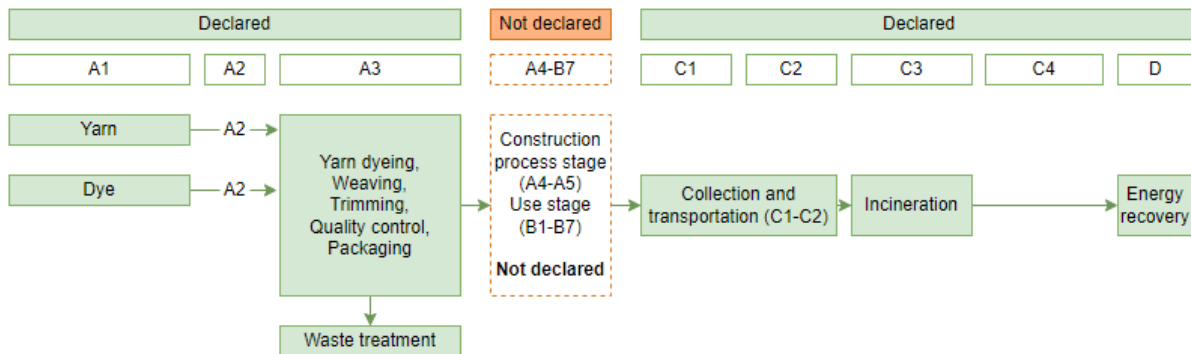 Declared
Not declared
Declared
A1
A2
A3
A4-B7
C1
C2
C3
C4
D
Yarn
A2
Dye
A2
Yarn dyeing,
Weaving,
Trimming,
Quality control,
Packaging
Construction
process stage
(A4-A5)
Use stage
(B1-B7)
Not declared
Collection and
transportation (C1-C2)
Incineration
Energy
recovery
Waste treatment